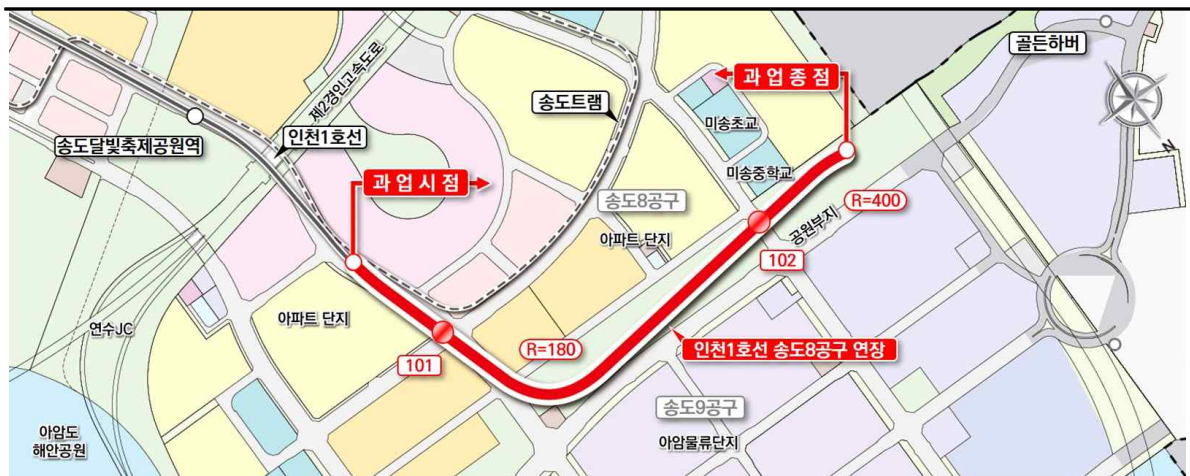 골든하버
제2경인고속도로
과업종점
송도트램
미송초교
인천1호선
송도달빛축제공원역
N
미송중학교
과업시점
송도8공구
R=400
공원부지
아파트 단지
102
아파트 단지
연수JC
R=180
인천1호선 송도8공구 연장
101
송도9공구
아암도
해안공원
아암물류단지